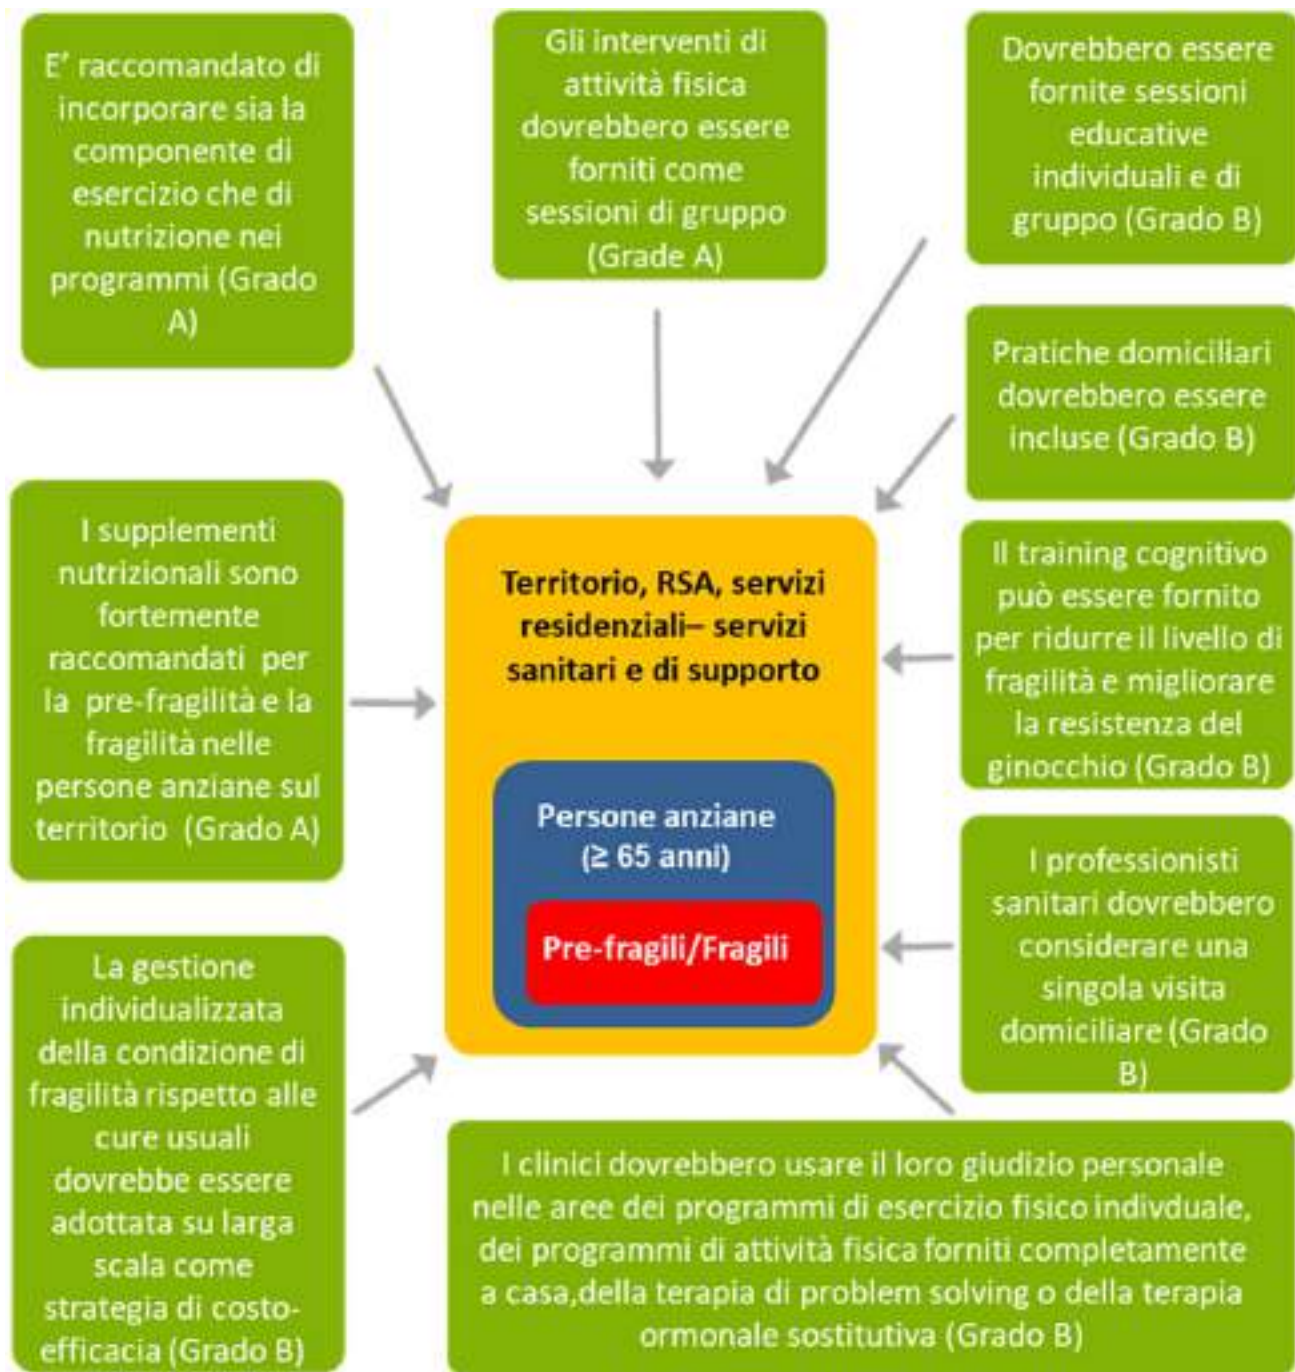 E’ raccomandato di
incorporare sia la
componente di
esercizio che di
nutrizione nei
programmi (Grado
A)
Gli interventi di
attività fisica
dovrebbero essere
forniti come
sessioni di gruppo
(Grade A)
Dovrebbero essere
fornite sessioni
educative
individuali e di
gruppo (Grado B)
Pratiche domiciliari
dovrebbero essere
incluse (Grado B)
I supplementi
nutrizionali sono
fortemente
raccomandati per
la pre-fragilità e la
fragilità nelle
persone anziane sul
territorio (Grado A)
Territorio, RSA, servizi
residenziali– servizi
sanitari e di supporto
Persone anziane
(≥ 65 anni)
Pre-fragili/Fragili
Il training cognitivo
può essere fornito
per ridurre il livello di
fragilità e migliorare
la resistenza del
ginocchio (Grado B)
I professionisti
sanitari dovrebbero
considerare una
singola visita
domiciliare (Grado
B)
La gestione
individualizzata
della condizione di
fragilità rispetto alle
cure usuali
dovrebbe essere
adottata su larga
scala come
strategia di costo-
efficacia (Grado B)
I clinici dovrebbero usare il loro giudizio personale
nelle aree dei programmi di esercizio fisico indivduale,
dei programmi di attività fisica forniti completamente
a casa,della terapia di problem solving o della terapia
ormonale sostitutiva (Grado B)